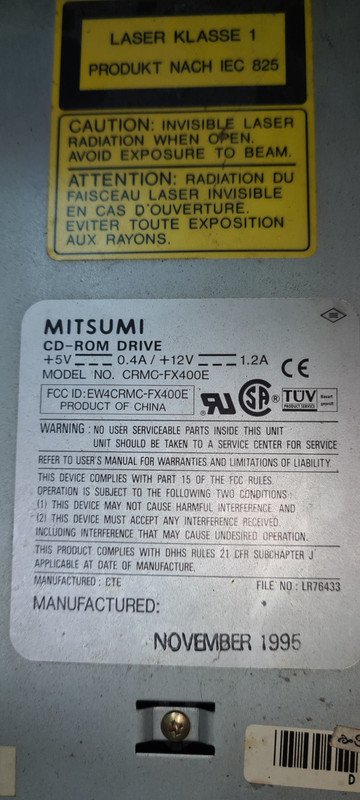 LASER KLASSE 1
PRODUKT NACH IEC 825
CAUTION: INVISIBLE LASER
RADIATION WHEN OPEN.
AVOID EXPOSURE TO BEAM.
ATTENTION: RADIATION DU
FAISCEAU LASER INVISIBLE
EN CAS D'OUVERTURE.
EVITER TOUTE EXPOSITION
AUX RAYONS.
MITSUMI
CD-ROM DRIVE
+5V 0.4A / +12V 1.2A
MODEL NO. CRMC-FX400E
CE
FCC ID: EW4CRMC-FX400E
PRODUCT OF CHINA
SA
TÜV
PRODUCT SERVICE
WARNING: NO USER SERVICEABLE PARTS INSIDE THIS UNIT
UNIT SHOULD BE TAKEN TO A SERVICE CENTER FOR SERVICE
REFER TO USER'S MANUAL FOR WARRANTIES AND LIMITATIONS OF LIABILITY.
THIS DEVICE COMPLIES WITH PART 15 OF THE FCC RULES
OPERATION IS SUBJECT TO THE FOLLOWING TWO CONDITIONS:
(1) THIS DEVICE MAY NOT CAUSE HARMFUL INTERFERENCE. AND
(2) THIS DEVICE MUST ACCEPT ANY INTERFERENCE RECEIVED.
INCLUDING INTERFERENCE THAT MAY CAUSE UNDESIRED OPERATION.
THIS PRODUCT COMPLIES WITH DHHS RULES 21 CFR SUBCHAPTER J
APPLICABLE AT DATE OF MANUFACTURE.
MANUFACTURED: CTE FILE NO: LR76433
MANUFACTURED:
NOVEMBER 1995
D